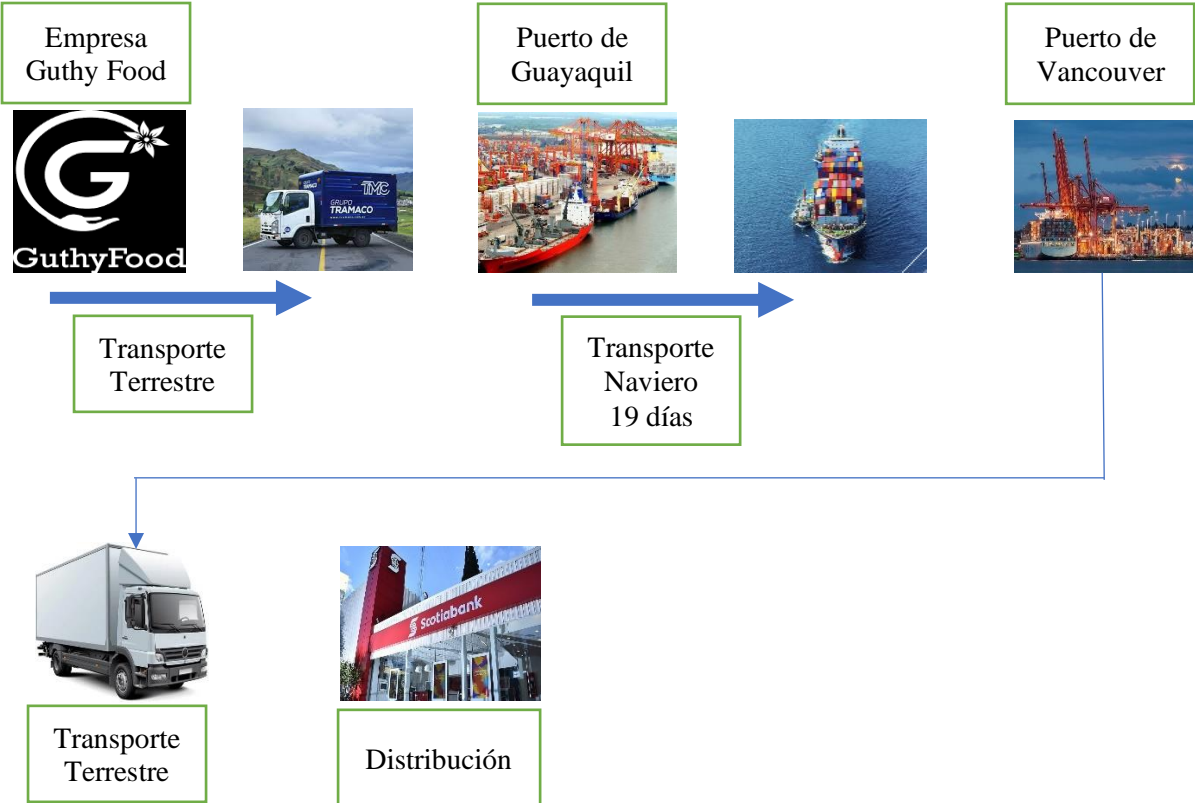 Empresa
Guthy Food
Puerto de
Guayaquil
Puerto de
Vancouver
GuthyFood
TMC
GRUPO
TRAMACO
Transporte
Terrestre
Transporte
Naviero
19 días
Scotiabank
Transporte
Terrestre
Distribución